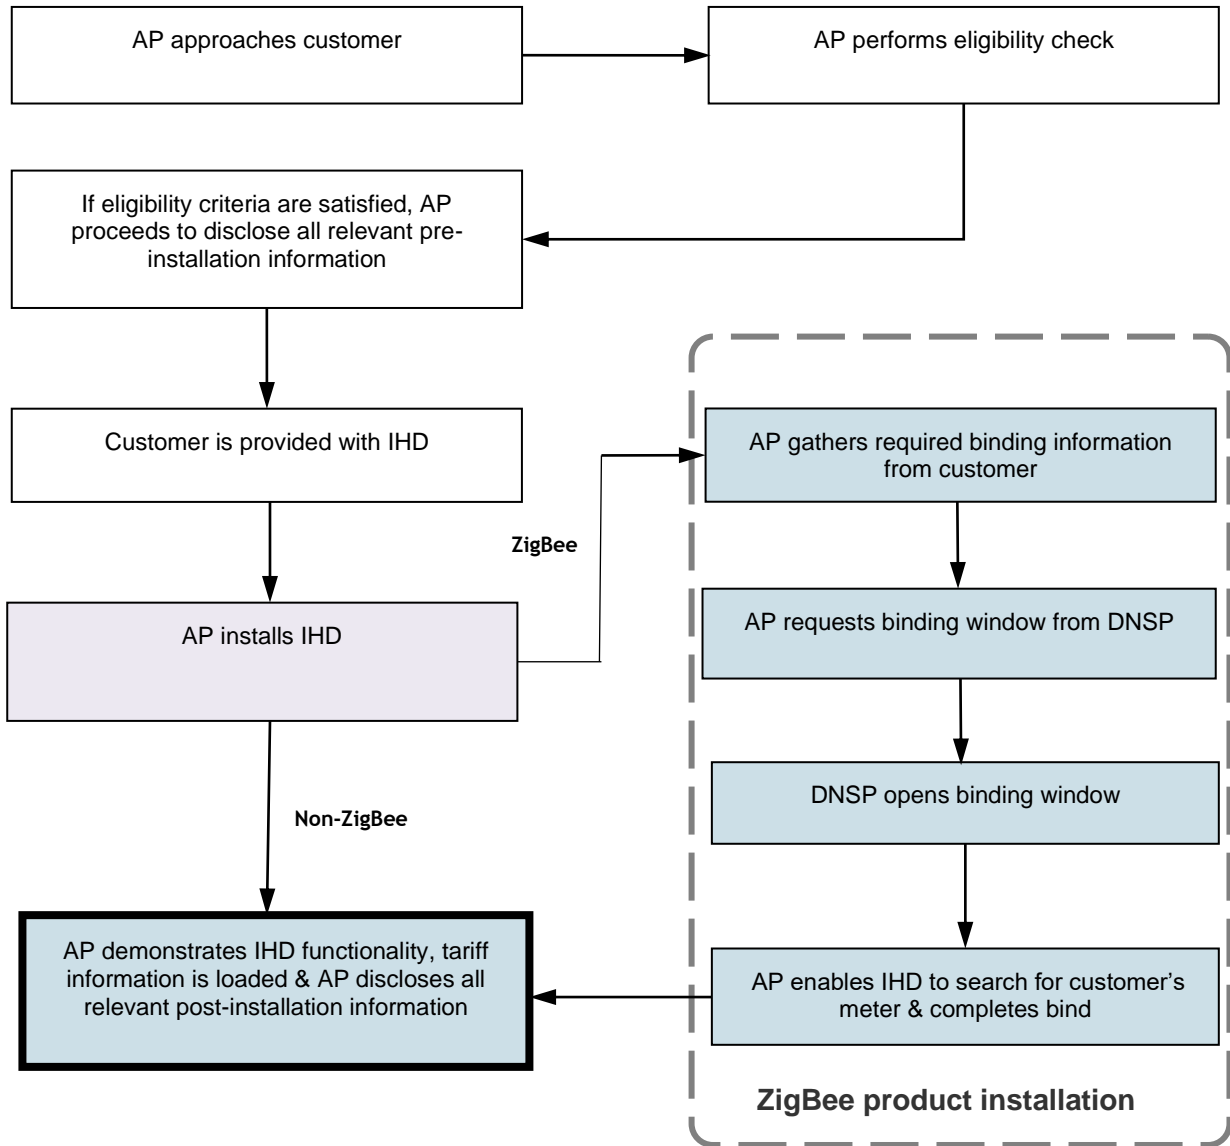 AP approaches customer
AP performs eligibility check
If eligibility criteria are satisfied, AP
proceeds to disclose all relevant pre-
installation information
Customer is provided with IHD
AP installs IHD
ZigBee
Non-ZigBee
AP gathers required binding information
from customer
AP requests binding window from DNSP
DNSP opens binding window
AP enables IHD to search for customer’s
meter & completes bind
ZigBee product installation
AP demonstrates IHD functionality, tariff
information is loaded & AP discloses all
relevant post-installation information